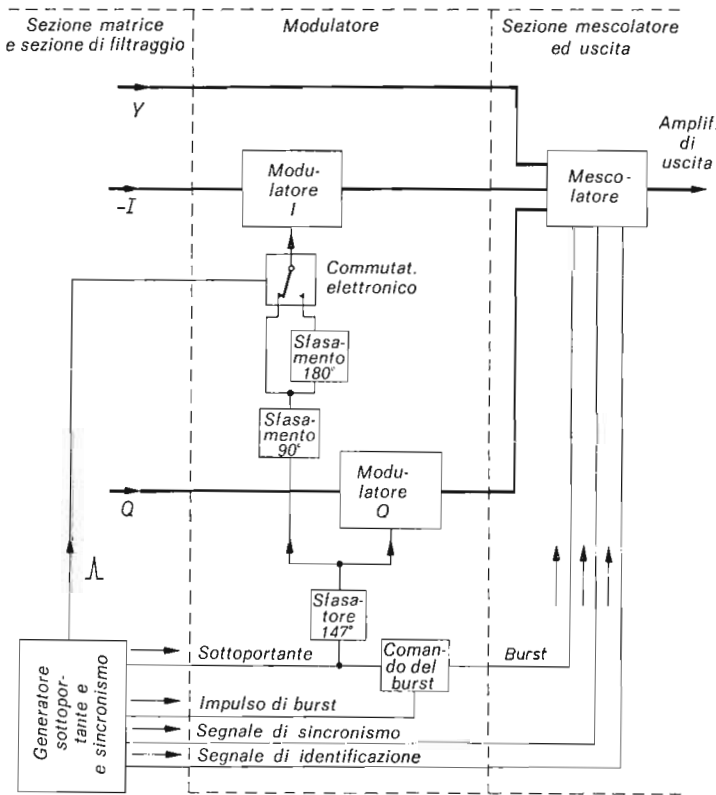 Sezione matrice
e sezione di filtraggio
Modulatore
Sezione mescolatore
ed uscita
Y
Amplif.
di
uscita
-I
Modu-
latore
I
Mesco-
latore
Commutat.
elettronico
Sfasa-
mento
180°
Sfasa-
mento
90°
Q
Modu-
latore
Q
Sfasa-
tore
147°
Generatore
sottopor-
tante e
e sincronismo
Sottoportante
Coman-
do del
burst
Burst
Impulso di burst
Segnale di sincronismo
Segnale di identificazione